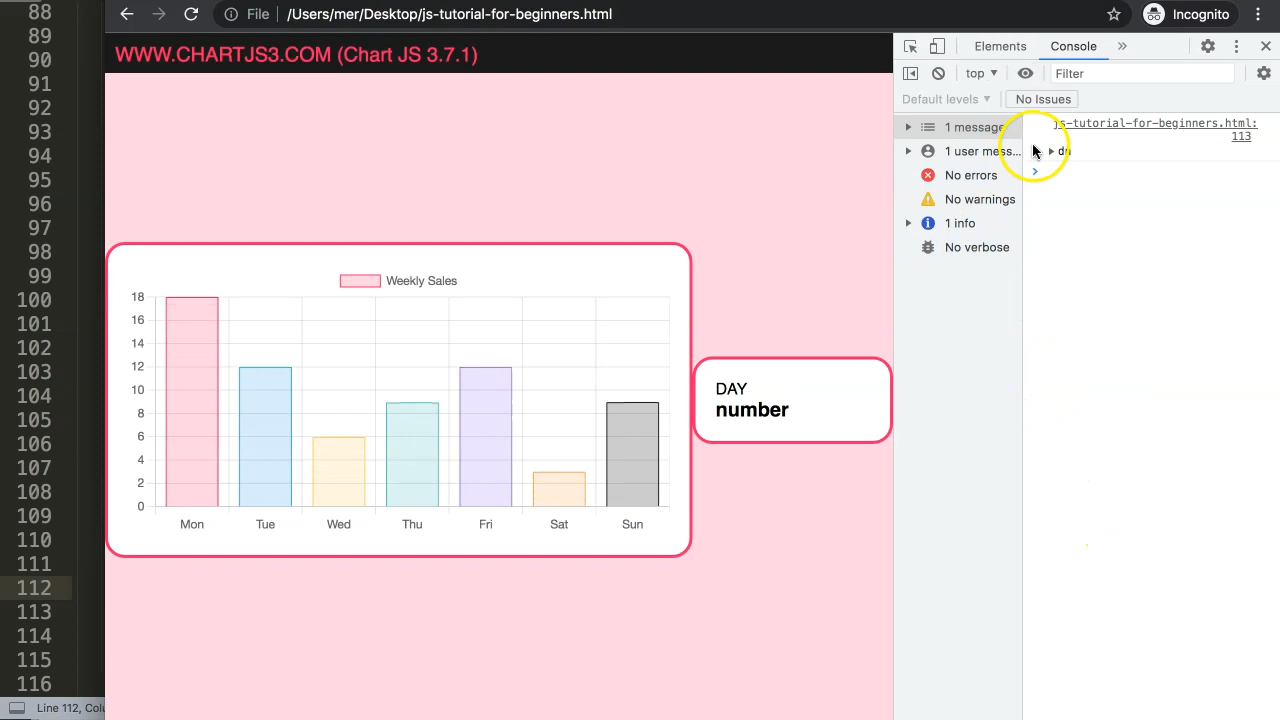 88
89
90
91
92
93
94
95
96
97
98
99
100
101
102
103
104
105
106
107
108
109
110
111
112
113
114
115
116
Line 112,
File | /Users/mer/Desktop/js-tutorial-for-beginners.html
Incognito
WWW.CHARTJS3.COM (Chart JS 3.7.1)
Weekly Sales
18
16
14
12
10
8
6
4
2
0
Mon Tue Wed Thu Fri Sat Sun
DAY
number
Elements Console
top Filter
Default levels No Issues
1 message
1 user mess...
No errors
No warnings
1 info
No verbose
js-tutorial-for-beginners.html:
113